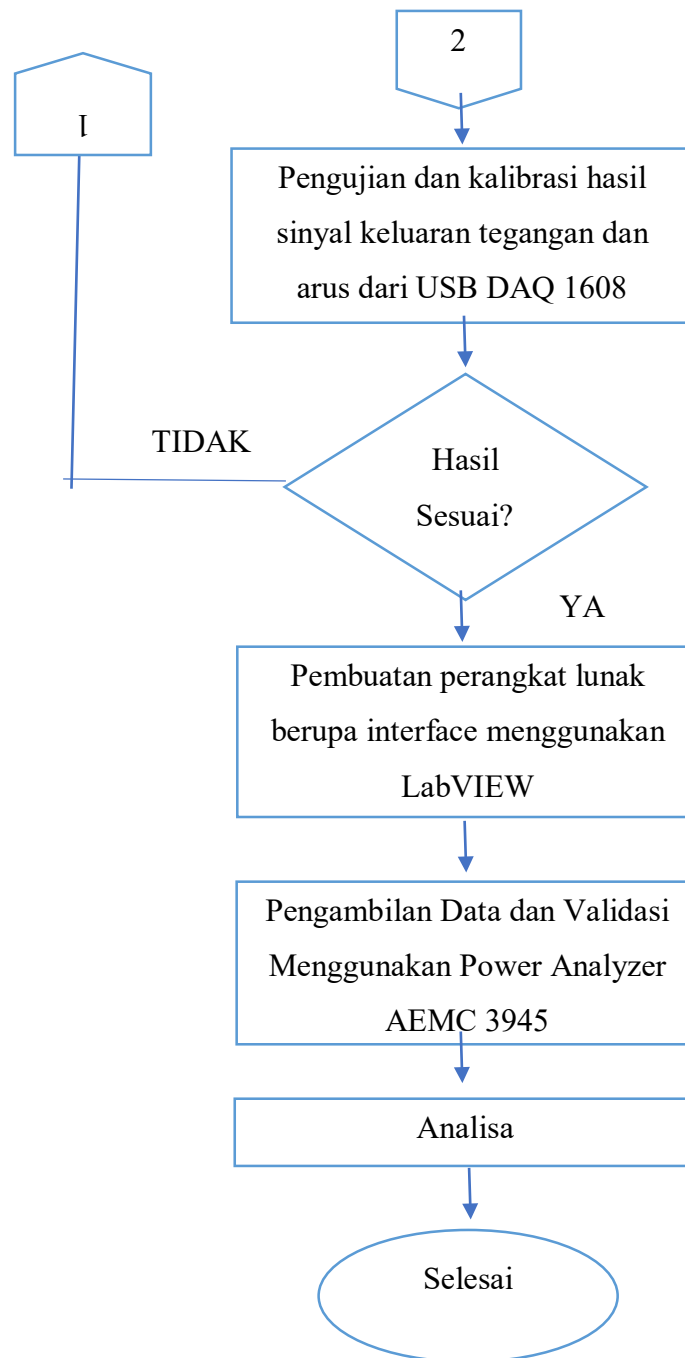 2
1
Pengujian dan kalibrasi hasil
sinyal keluaran tegangan dan
arus dari USB DAQ 1608
TIDAK
Hasil
Sesuai?
YA
Pembuatan perangkat lunak
berupa interface menggunakan
LabVIEW
Pengambilan Data dan Validasi
Menggunakan Power Analyzer
AEMC 3945
Analisa
Selesai